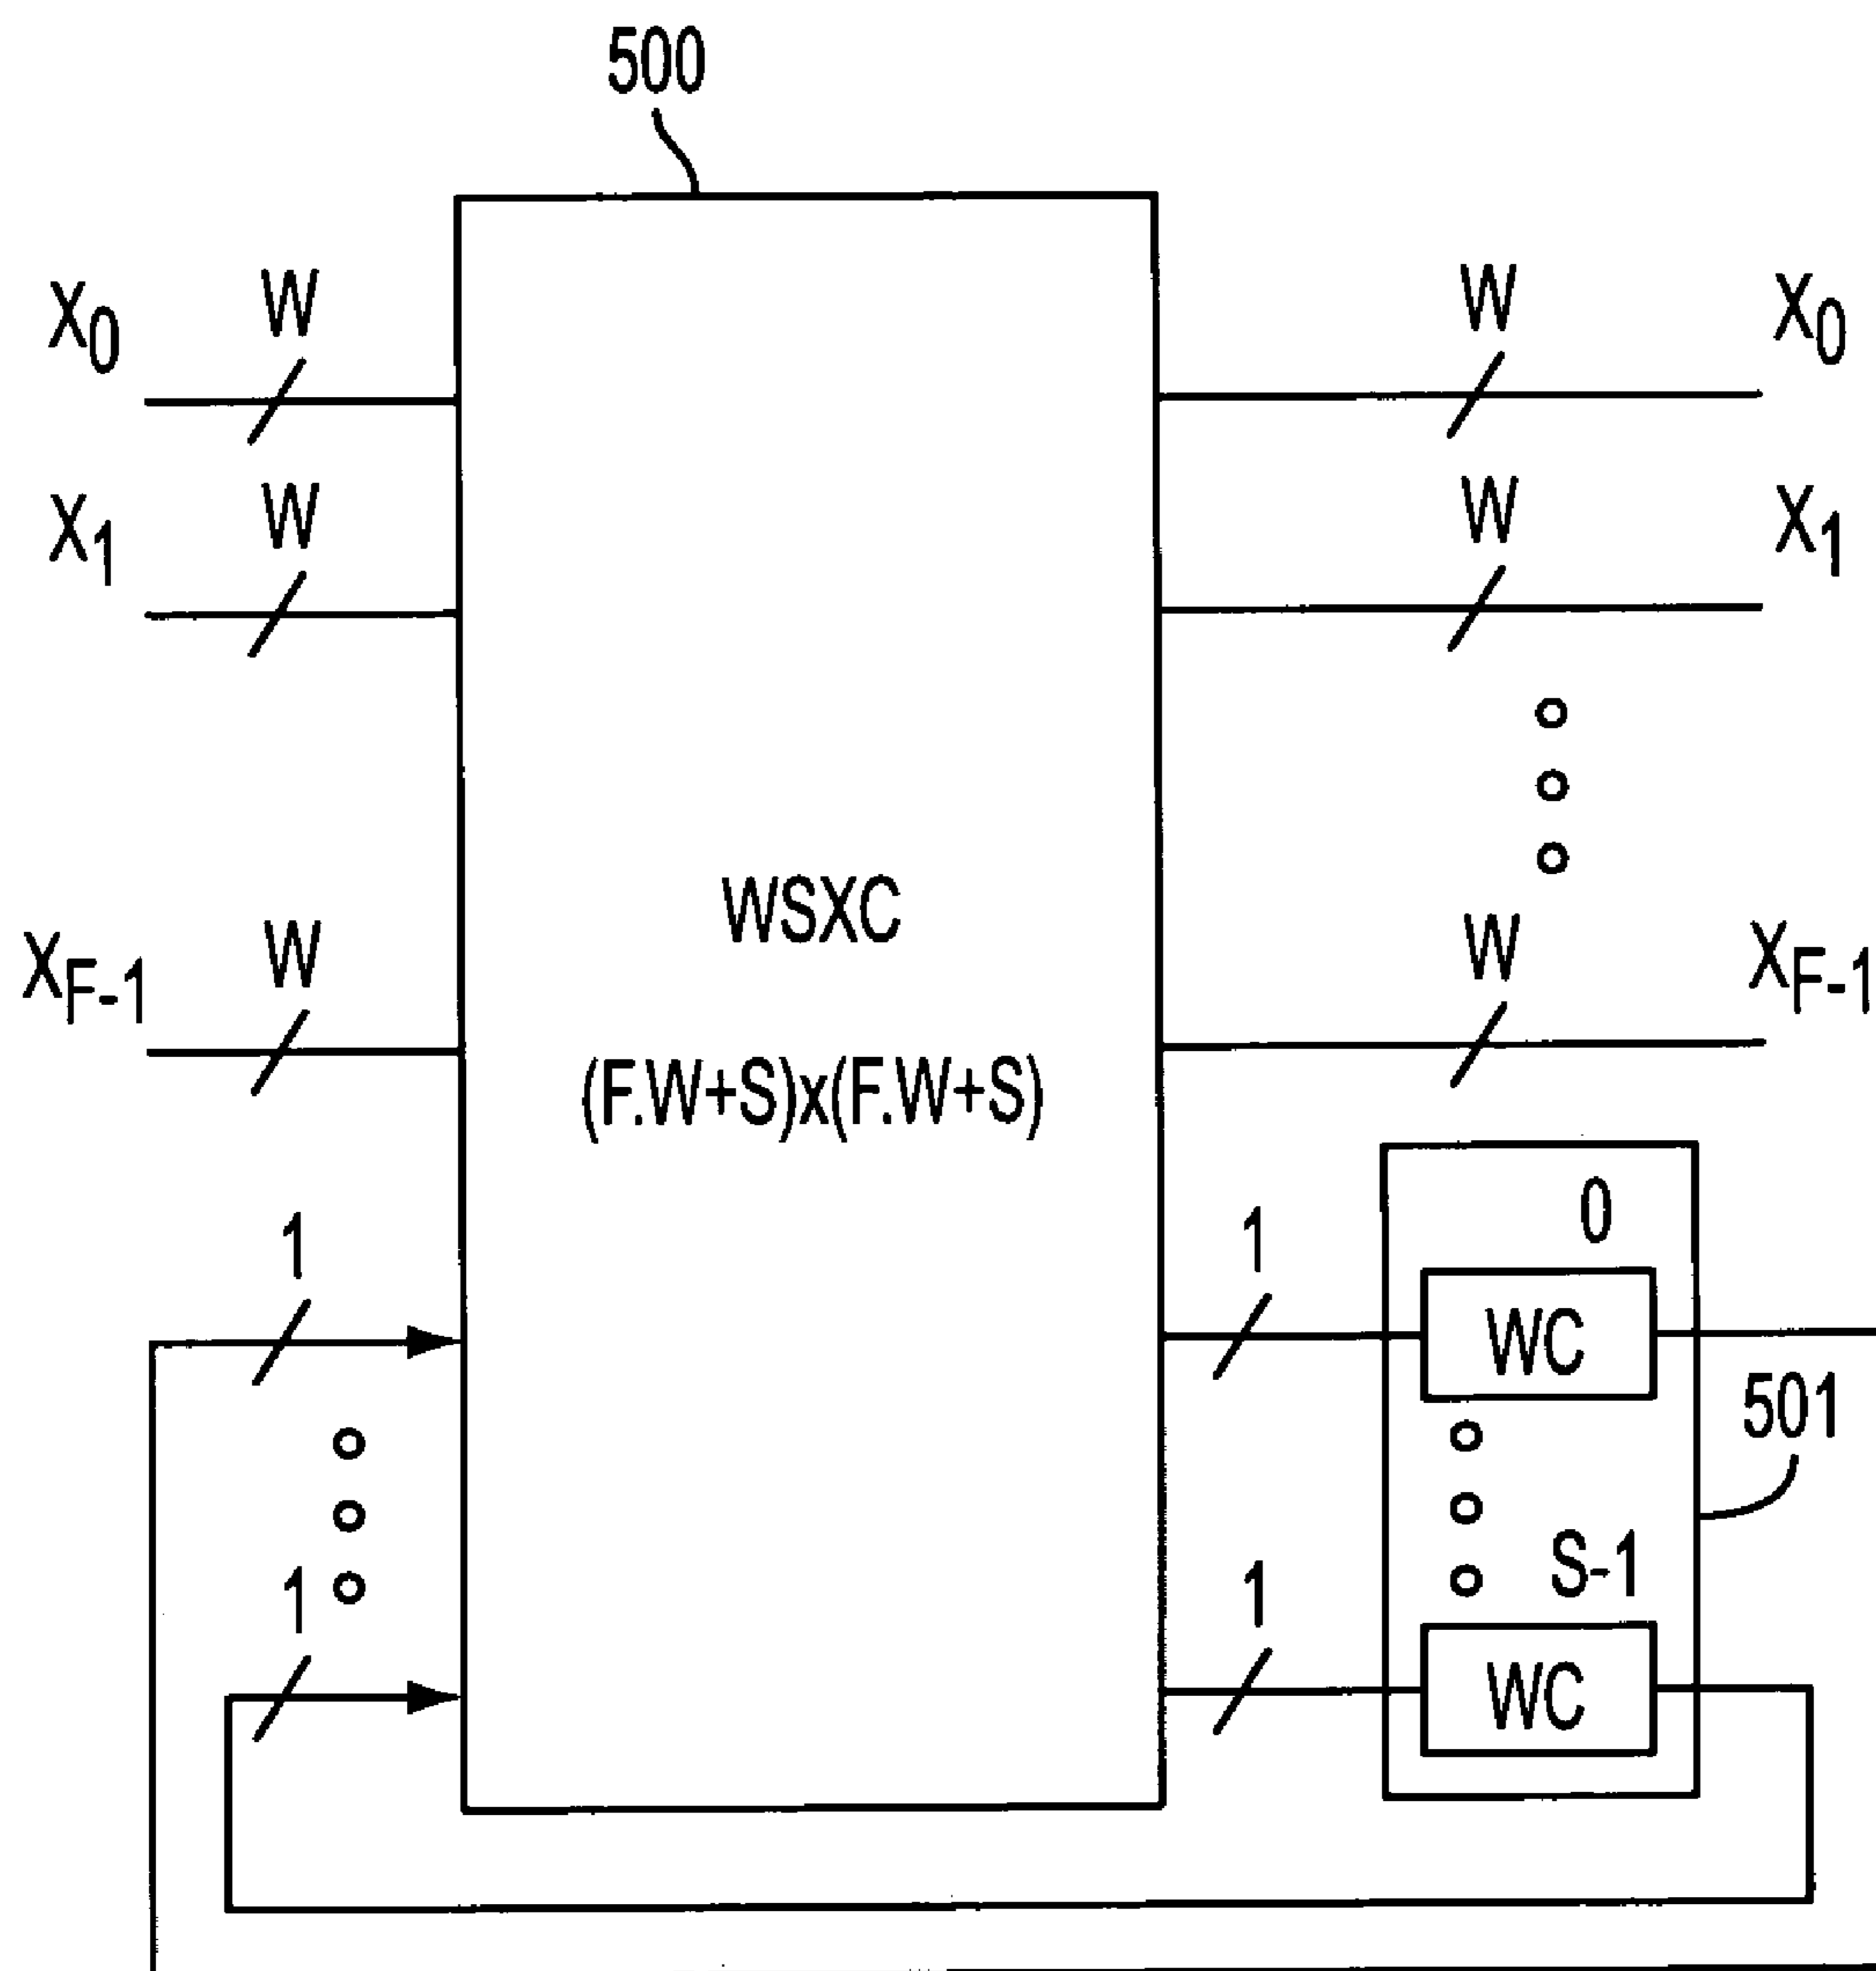 500
X0 W W X0
X1 W W X1
XF-1 W WSXC W XF-1
(F.W+S)x(F.W+S)
0
1 1 WC
501
S-1
1 1 WC